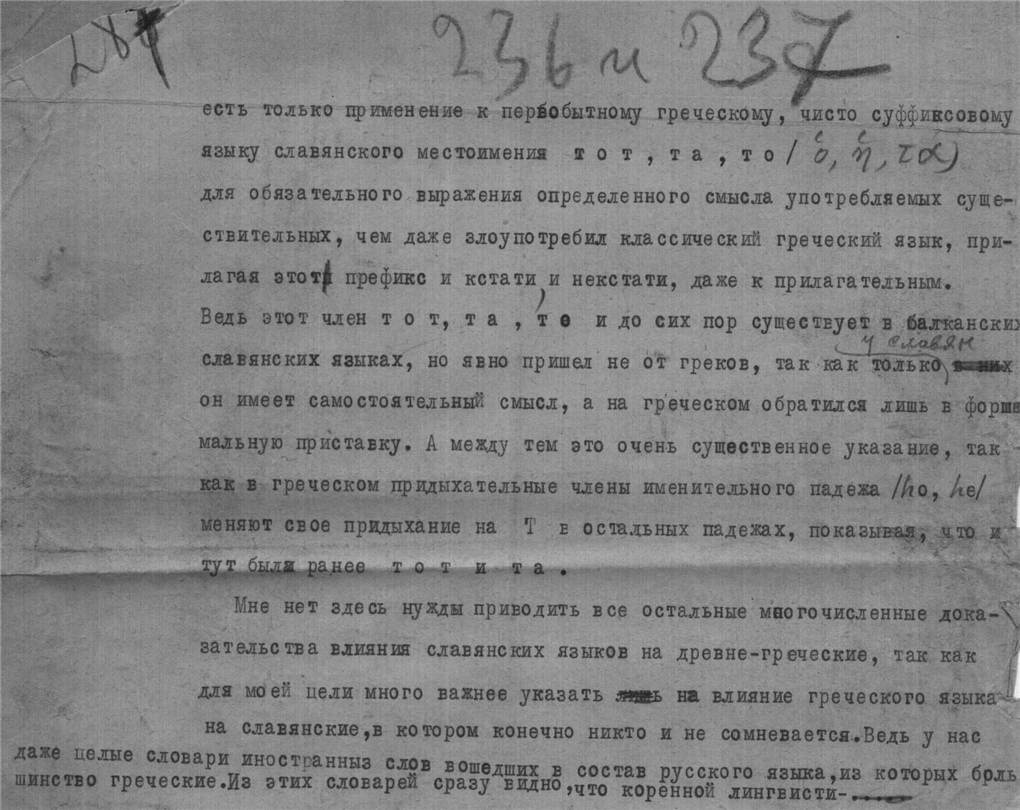 287 236 и 237
есть только применение к первобытному греческому, чисто суффиксовому
языку славянского местоимения т о т , т а , т о / ὁ, ἡ, τα)
для обязательного выражения определенного смысла употребляемых суще-
ствительных, чем даже злоупотребил классический греческий язык, при-
лагая этот префикс и кстати, и некстати, даже к прилагательным.
Ведь этот член т о т, т а , т о и до сих пор существует в балканских
у славян
славянских языках, но явно пришел не от греков, так как только в них
он имеет самостоятельный смысл, а на греческом обратился лишь в форма
мальную приставку. А между тем это очень существенное указание, так
как в греческом придыхательные члены именительного падежа /ho, he/
меняют свое придыхание на Т в остальных падежах, показывая, что и
тут были ранее т о т и т а .
Мне нет здесь нужды приводить все остальные многочисленные дока-
зательства влияния славянских языков на древне-греческие, так как
для моей цели много важнее указать лишь на влияние греческого языка
на славянские,в котором конечно никто и не сомневается.Ведь у нас
даже целые словари иностранныз слов вошедших в состав русского языка,из которых боль
шинство греческие.Из этих словарей сразу видно,что коренной лингвисти-